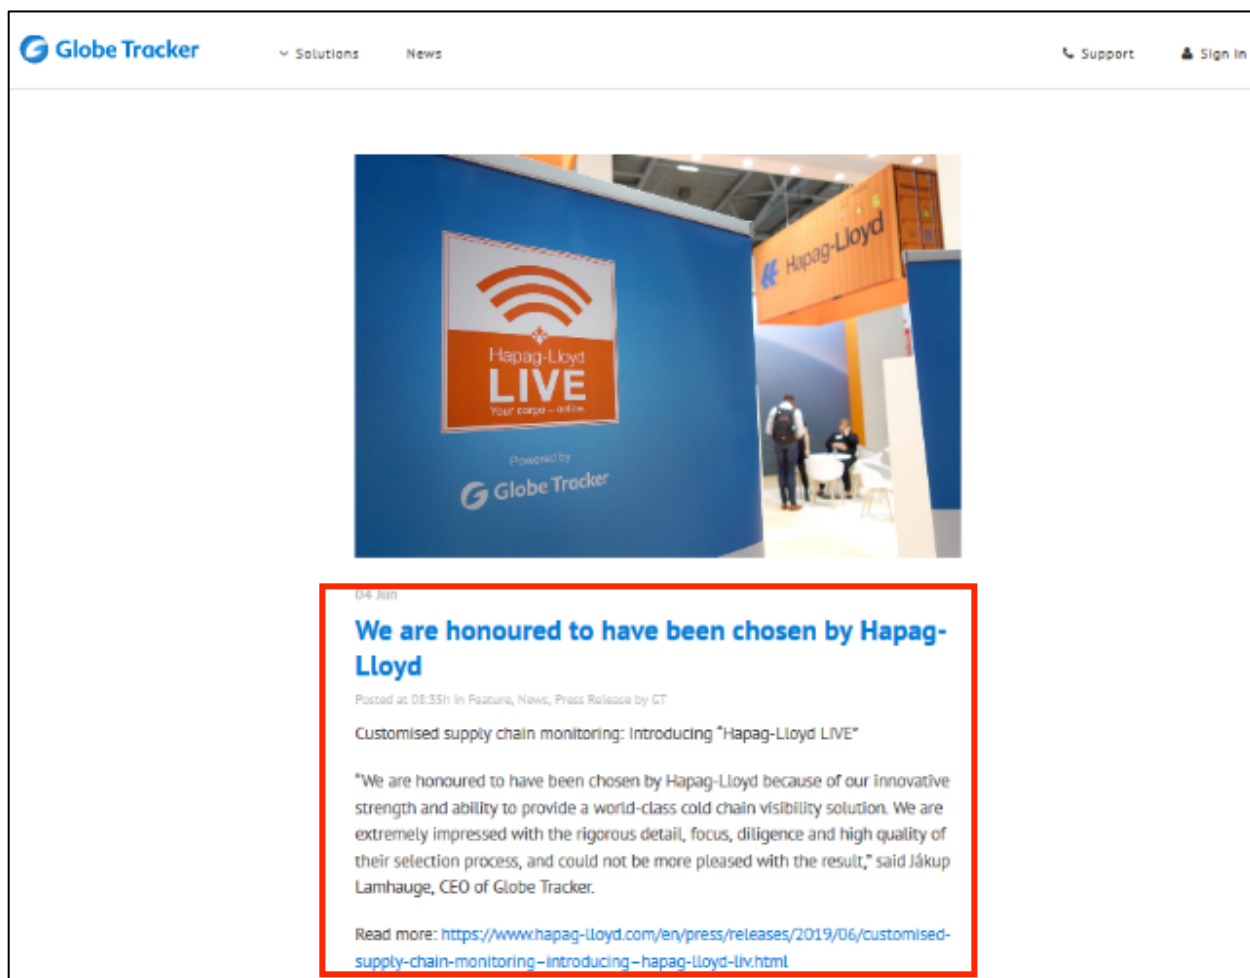 Globe Tracker
Solutions
News
Support
Sign In
Hapag-Lloyd
Hapag-Lloyd
LIVE
Your cargo – online.
Powered by
Globe Tracker
04 Jun
We are honoured to have been chosen by Hapag-
Lloyd
Posted at 08:35h in Feature, News, Press Release by GT
Customised supply chain monitoring: Introducing “Hapag-Lloyd LIVE”
“We are honoured to have been chosen by Hapag-Lloyd because of our innovative
strength and ability to provide a world-class cold chain visibility solution. We are
extremely impressed with the rigorous detail, focus, diligence and high quality of
their selection process, and could not be more pleased with the result,” said Jákup
Lamhauge, CEO of Globe Tracker.
Read more: https://www.hapag-lloyd.com/en/press/releases/2019/06/customised-
supply-chain-monitoring–introducing–hapag-lloyd-liv.html